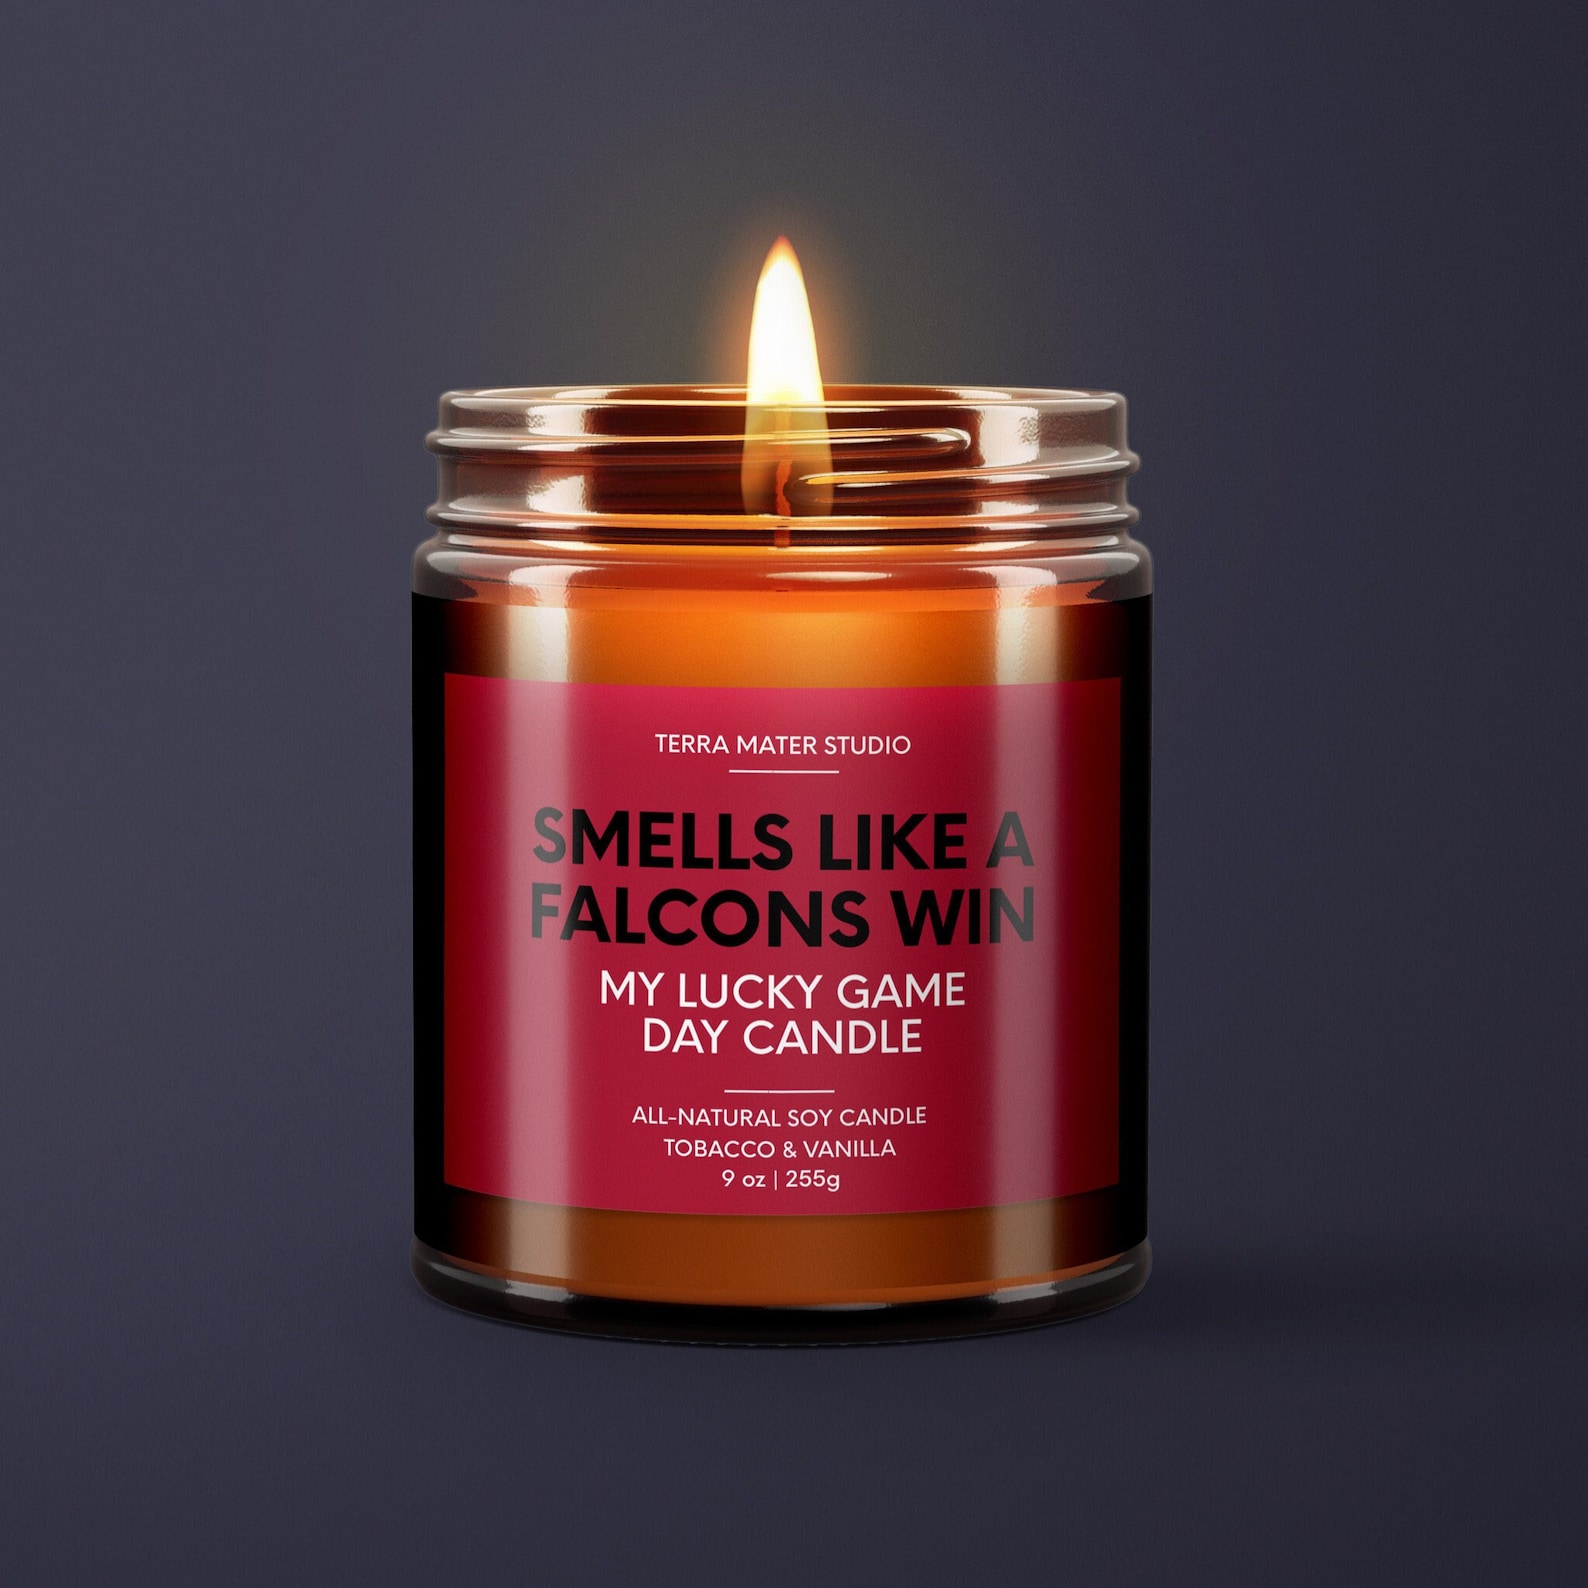 TERRA MATER STUDIO
SMELLS LIKE A
FALCONS WIN
MY LUCKY GAME
DAY CANDLE
ALL-NATURAL SOY CANDLE
TOBACCO & VANILLA
9 oz | 255g